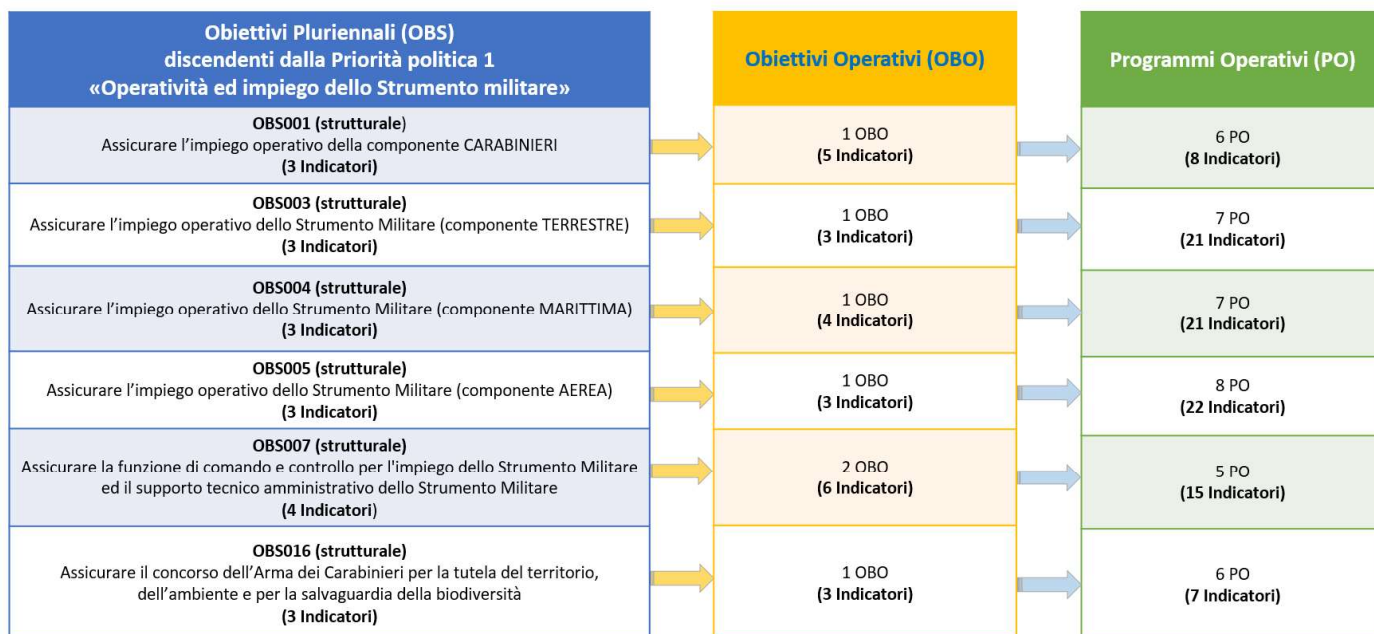 Obiettivi Pluriennali (OBS)
discendenti dalla Priorità politica 1
«Operatività ed impiego dello Strumento militare»
Obiettivi Operativi (OBO)
Programmi Operativi (PO)
OBS001 (strutturale)
Assicurare l'impiego operativo della componente CARABINIERI
(3 Indicatori)
1 OBO
(5 Indicatori)
6 PO
(8 Indicatori)
OBS003 (strutturale)
Assicurare l'impiego operativo dello Strumento Militare (componente TERRESTRE)
(3 Indicatori)
1 OBO
(3 Indicatori)
7 PO
(21 Indicatori)
OBS004 (strutturale)
Assicurare l'impiego operativo dello Strumento Militare (componente MARITTIMA)
(3 Indicatori)
1 OBO
(4 Indicatori)
7 PO
(21 Indicatori)
OBS005 (strutturale)
Assicurare l'impiego operativo dello Strumento Militare (componente AEREA)
(3 Indicatori)
1 OBO
(3 Indicatori)
8 PO
(22 Indicatori)
OBS007 (strutturale)
Assicurare la funzione di comando e controllo per l'impiego dello Strumento Militare
ed il supporto tecnico amministrativo dello Strumento Militare
(4 Indicatori)
2 OBO
(6 Indicatori)
5 PO
(15 Indicatori)
OBS016 (strutturale)
Assicurare il concorso dell'Arma dei Carabinieri per la tutela del territorio,
dell'ambiente e per la salvaguardia della biodiversità
(3 Indicatori)
1 OBO
(3 Indicatori)
6 PO
(7 Indicatori)